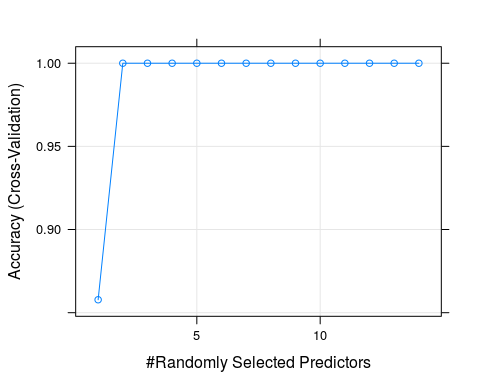 Accuracy (Cross-Validation)
1.00
0.95
0.90
5
10
#Randomly Selected Predictors